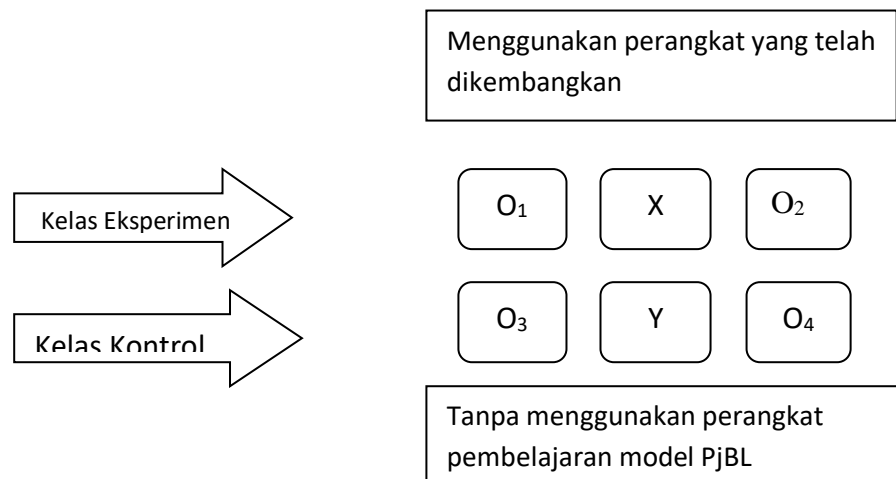 Menggunakan perangkat yang telah
dikembangkan
Kelas Eksperimen
O₁ X O₂
Kelas Kontrol
O₃ Y O₄
Tanpa menggunakan perangkat
pembelajaran model PjBL